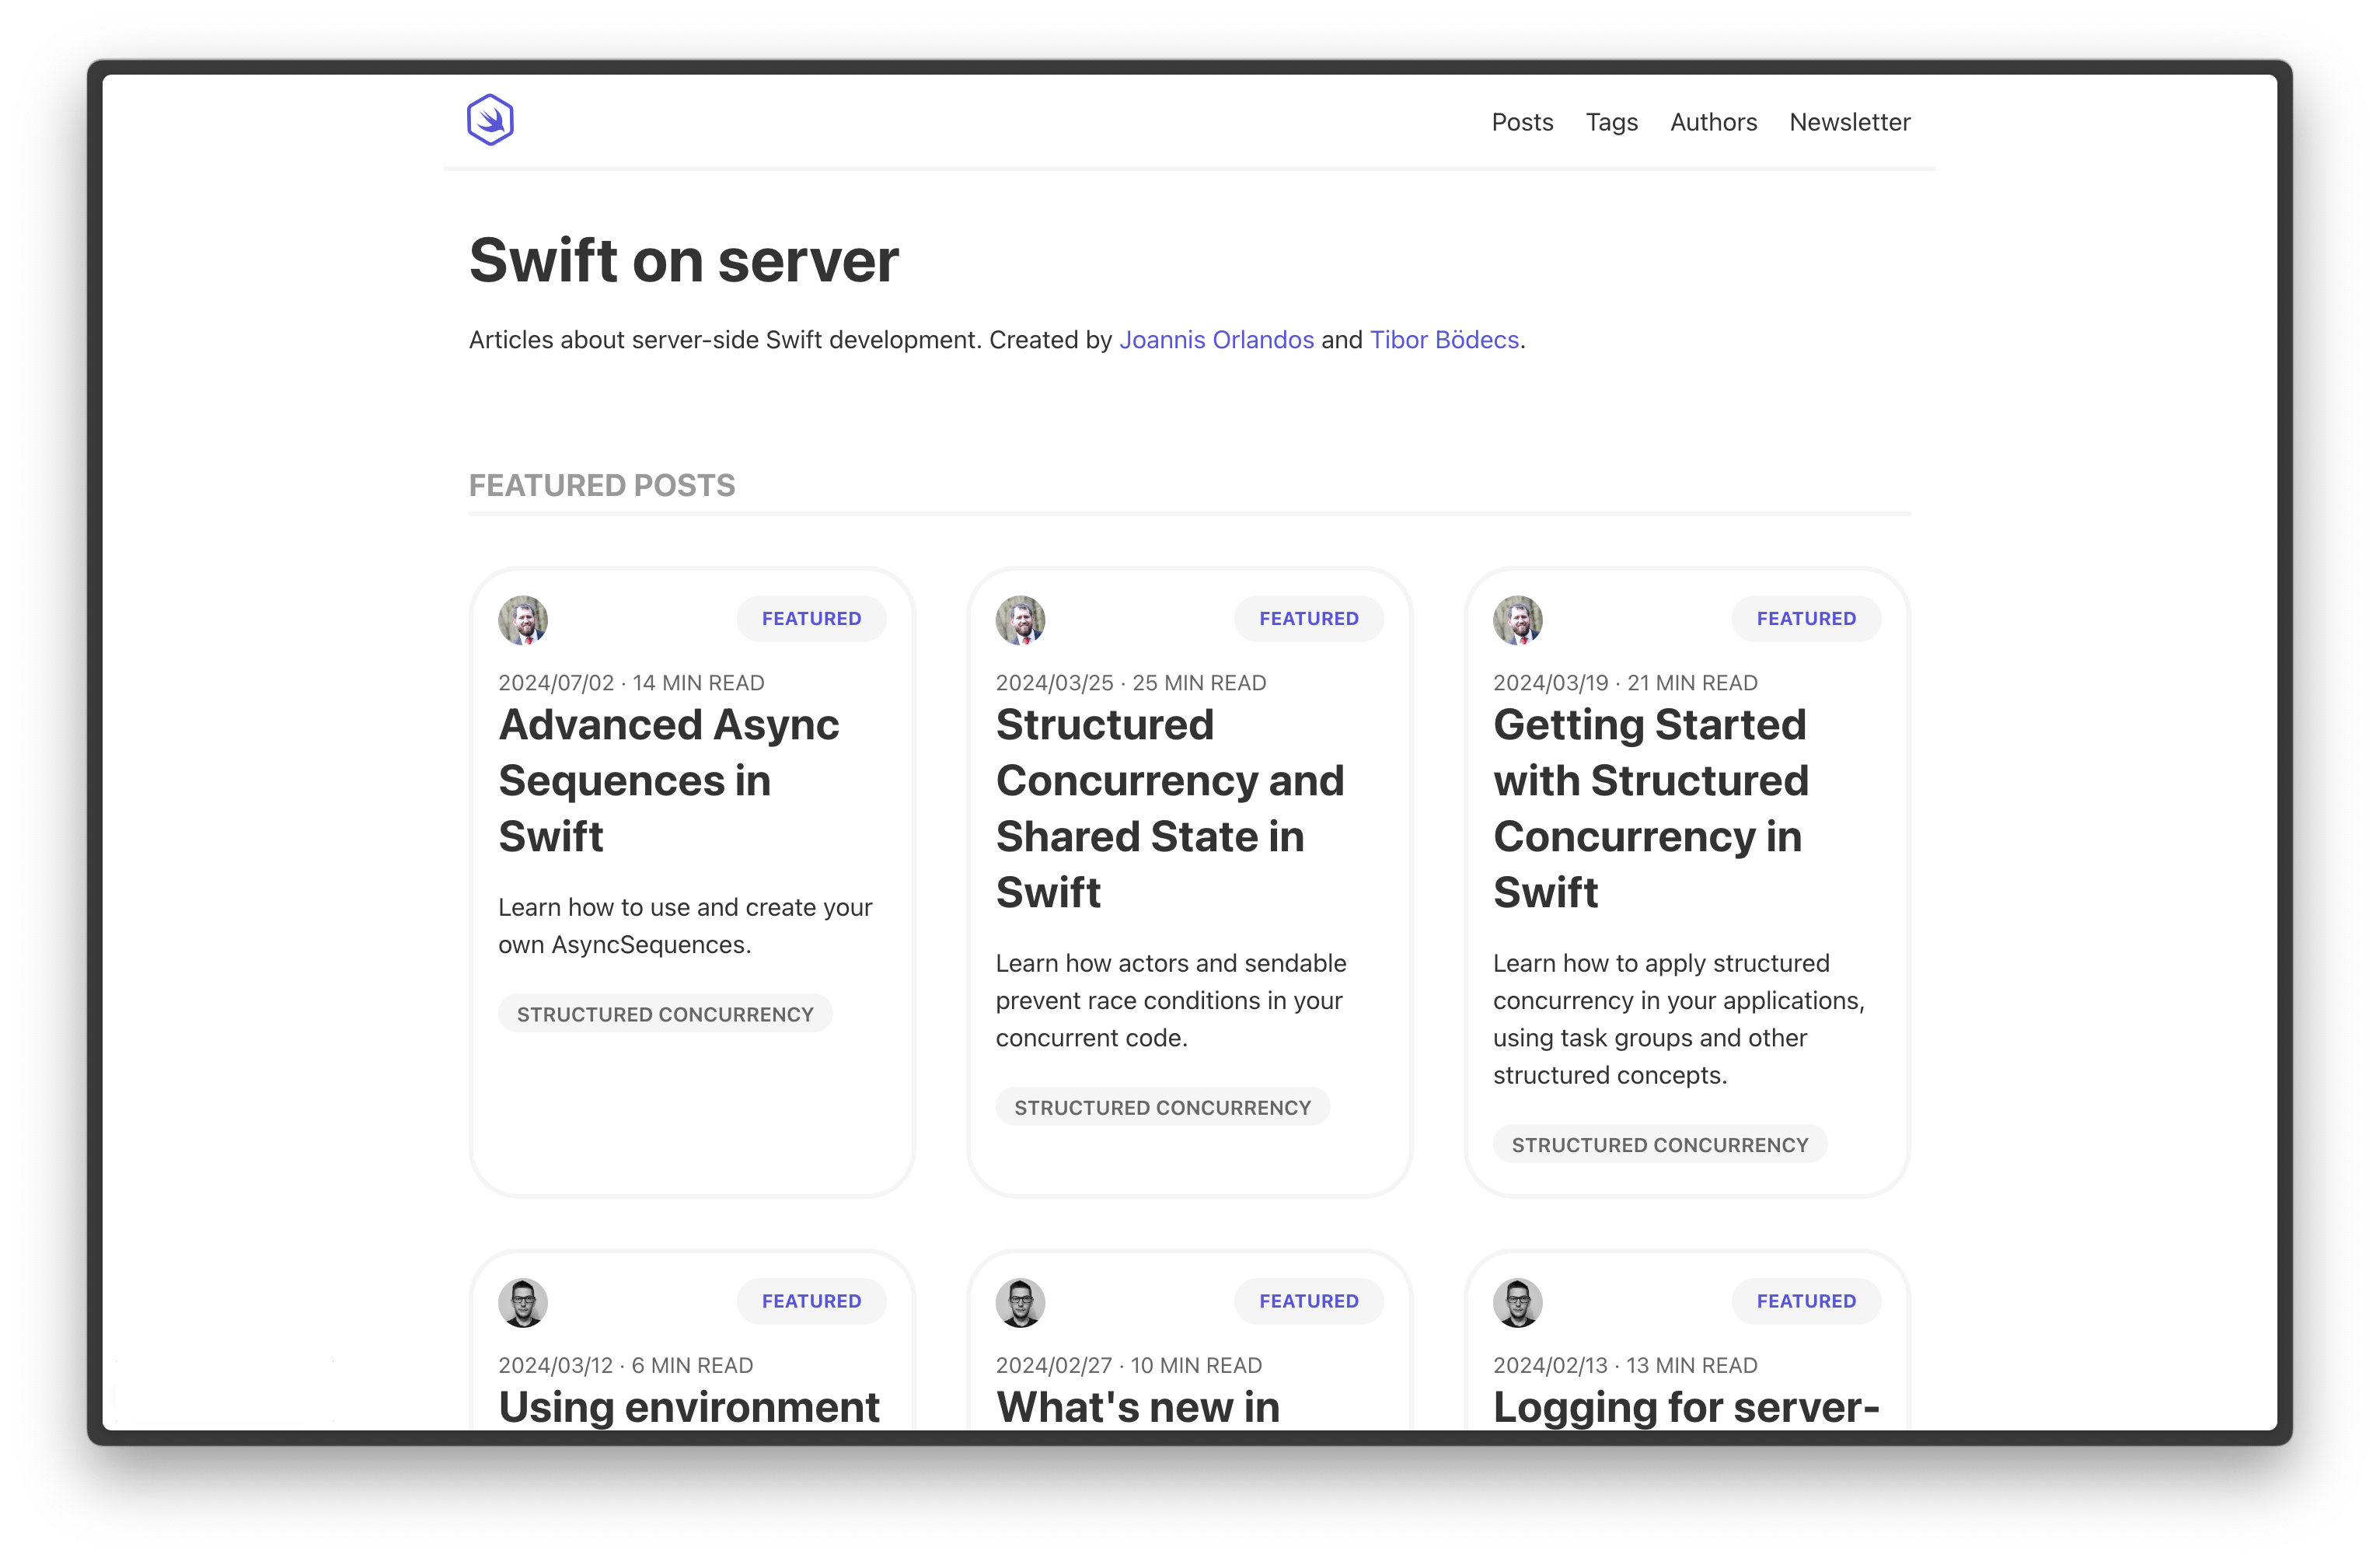 Posts Tags Authors Newsletter
Swift on server
Articles about server-side Swift development. Created by Joannis Orlandos and Tibor Bödecs.
FEATURED POSTS
FEATURED
2024/07/02 · 14 MIN READ
Advanced Async
Sequences in
Swift
Learn how to use and create your
own AsyncSequences.
STRUCTURED CONCURRENCY
FEATURED
2024/03/25 · 25 MIN READ
Structured
Concurrency and
Shared State in
Swift
Learn how actors and sendable
prevent race conditions in your
concurrent code.
STRUCTURED CONCURRENCY
FEATURED
2024/03/19 · 21 MIN READ
Getting Started
with Structured
Concurrency in
Swift
Learn how to apply structured
concurrency in your applications,
using task groups and other
structured concepts.
STRUCTURED CONCURRENCY
FEATURED
2024/03/12 · 6 MIN READ
Using environment
FEATURED
2024/02/27 · 10 MIN READ
What's new in
FEATURED
2024/02/13 · 13 MIN READ
Logging for server-